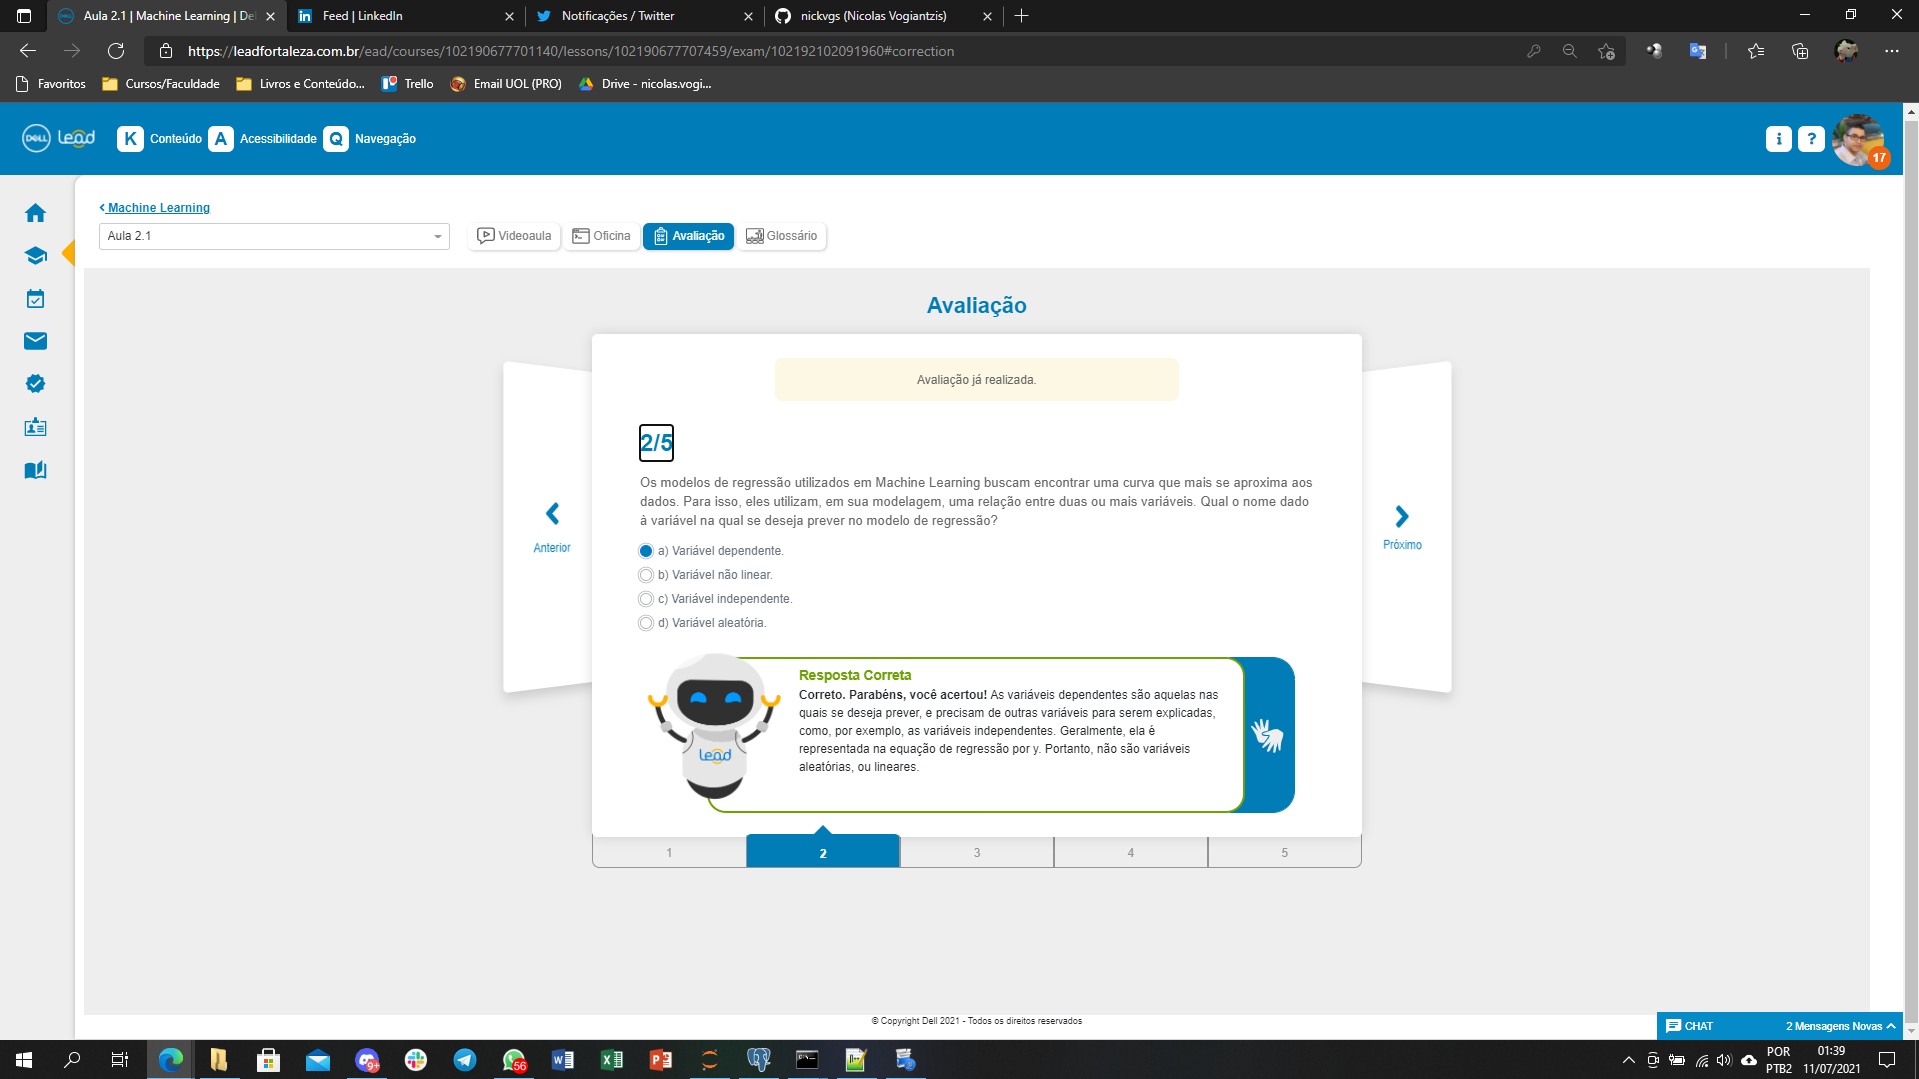 Aula 2.1 | Machine Learning | De
Feed | LinkedIn
Notificações / Twitter
nickvgs (Nicolas Vogiantzis)
https://leadfortaleza.com.br/ead/courses/102190677701140/lessons/102190677707459/exam/102192102091960#correction
Favoritos
Cursos/Faculdade
Livros e Conteúdo...
Trello
Email UOL (PRO)
Drive - nicolas.vogi...
DELL Lead
K Conteúdo
A Acessibilidade
Q Navegação
i
?
17
Machine Learning
Aula 2.1
Videoaula
Oficina
Avaliação
Glossário
Avaliação
Avaliação já realizada.
2/5
Os modelos de regressão utilizados em Machine Learning buscam encontrar uma curva que mais se aproxima aos
dados. Para isso, eles utilizam, em sua modelagem, uma relação entre duas ou mais variáveis. Qual o nome dado
à variável na qual se deseja prever no modelo de regressão?
Anterior
Próximo
a) Variável dependente.
b) Variável não linear.
c) Variável independente.
d) Variável aleatória.
Lead
Resposta Correta
Correto. Parabéns, você acertou! As variáveis dependentes são aquelas nas
quais se deseja prever, e precisam de outras variáveis para serem explicadas,
como, por exemplo, as variáveis independentes. Geralmente, ela é
representada na equação de regressão por y. Portanto, não são variáveis
aleatórias, ou lineares.
1
2
3
4
5
© Copyright Dell 2021 - Todos os direitos reservados
CHAT
2 Mensagens Novas
9+
56
POR
PTB2
01:39
11/07/2021